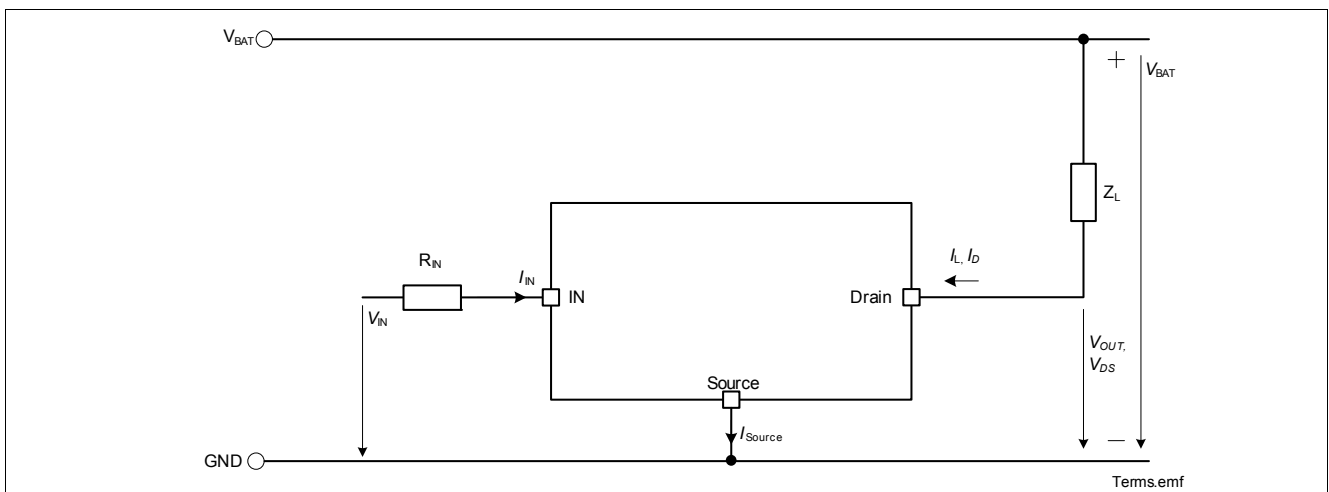 VBAT
VBAT
+
ZL
RIN
IIN
IL, ID
IN
Drain
VIN
VOUT,
VDS
Source
ISource
–
GND
Terms.emf